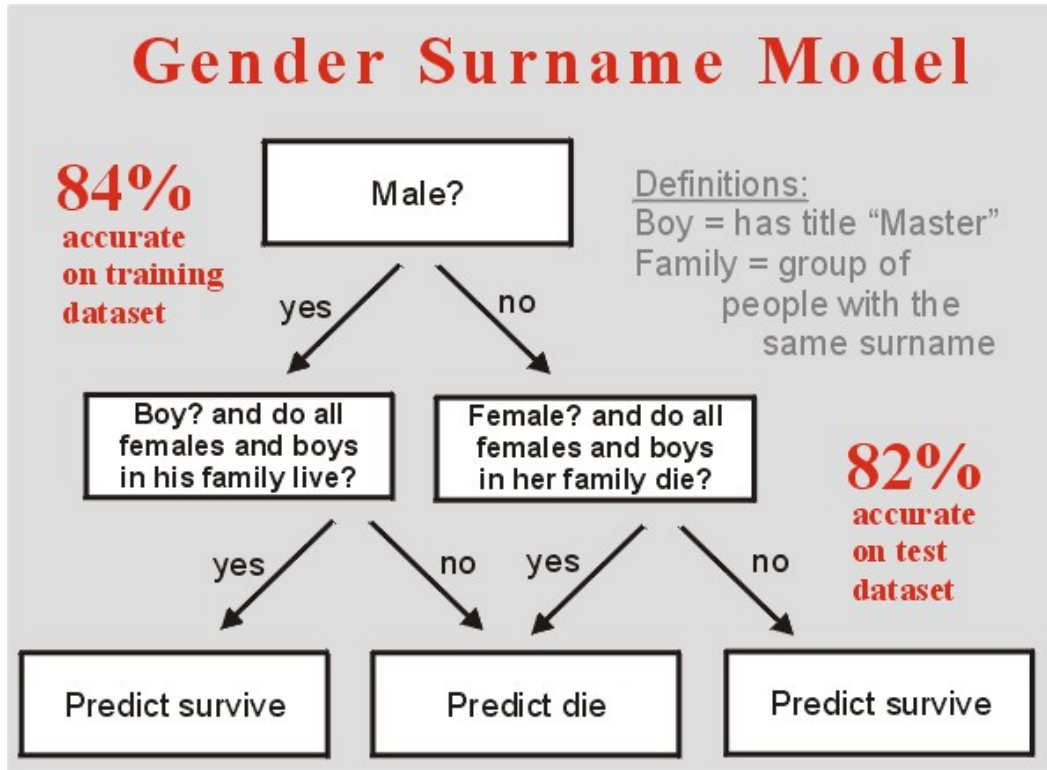 Gender Surname Model
84%
accurate
on training
dataset
Male?
Definitions:
Boy = has title “Master”
Family = group of
people with the
same surname
yes
no
Boy? and do all
females and boys
in his family live?
Female? and do all
females and boys
in her family die?
82%
accurate
on test
dataset
yes
no
yes
no
Predict survive
Predict die
Predict survive